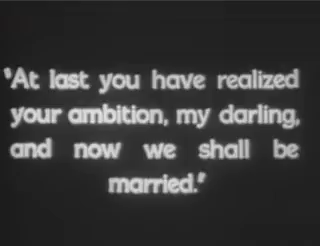 "At last you have realized
your ambition, my darling,
and now we shall be
married."